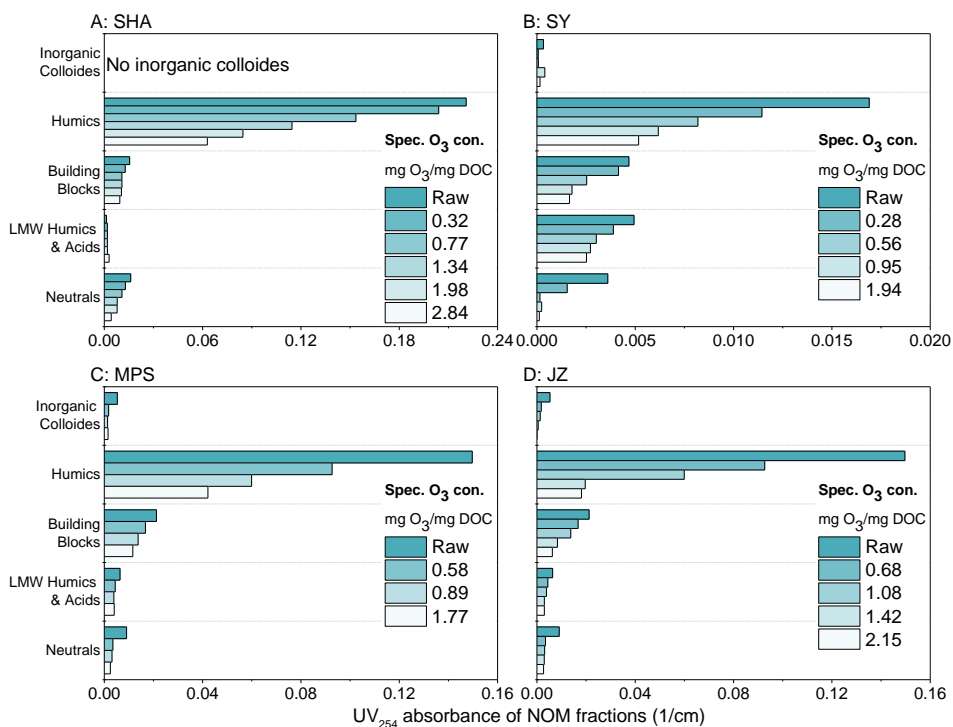 A: SHA
Inorganic
Colloides
No inorganic colloides
Humics
Building
Blocks
LMW Humics
& Acids
Neutrals
Spec. O3 con.
mg O3/mg DOC
Raw
0.32
0.77
1.34
1.98
2.84
0.00
0.06
0.12
0.18
0.24
B: SY
Spec. O3 con.
mg O3/mg DOC
Raw
0.28
0.56
0.95
1.94
0.000
0.005
0.010
0.015
0.020
C: MPS
Inorganic
Colloides
Humics
Building
Blocks
LMW Humics
& Acids
Neutrals
Spec. O3 con.
mg O3/mg DOC
Raw
0.58
0.89
1.77
0.00
0.04
0.08
0.12
0.16
D: JZ
Spec. O3 con.
mg O3/mg DOC
Raw
0.68
1.08
1.42
2.15
0.00
0.04
0.08
0.12
0.16
UV254 absorbance of NOM fractions (1/cm)